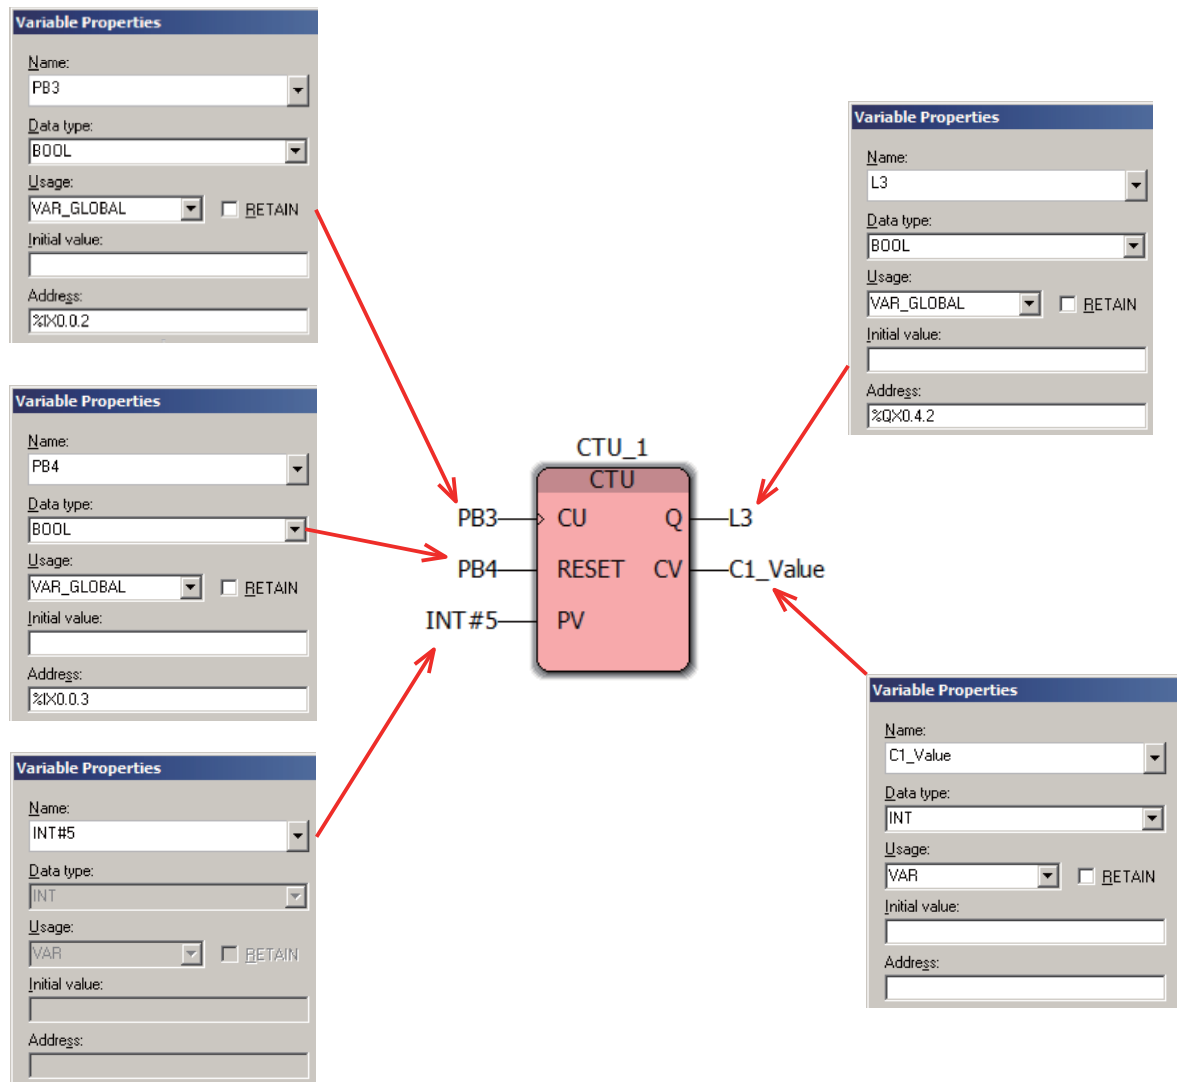 Variable Properties
Name:
PB3
Data type:
BOOL
Usage:
VAR_GLOBAL RETAIN
Initial value:
Address:
%IX0.0.2
Variable Properties
Name:
PB4
Data type:
BOOL
Usage:
VAR_GLOBAL RETAIN
Initial value:
Address:
%IX0.0.3
Variable Properties
Name:
INT#5
Data type:
INT
Usage:
VAR RETAIN
Initial value:
Address:
CTU_1
CTU
PB3 CU Q L3
PB4 RESET CV C1_Value
INT#5 PV
Variable Properties
Name:
L3
Data type:
BOOL
Usage:
VAR_GLOBAL RETAIN
Initial value:
Address:
%QX0.4.2
Variable Properties
Name:
C1_Value
Data type:
INT
Usage:
VAR RETAIN
Initial value:
Address: